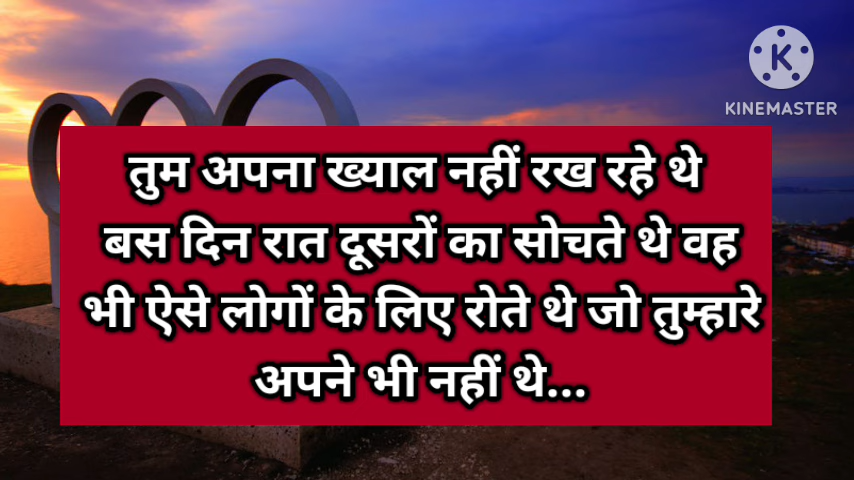 KINEMASTER
तुम अपना ख्याल नहीं रख रहे थे
बस दिन रात दूसरों का सोचते थे वह
भी ऐसे लोगों के लिए रोते थे जो तुम्हारे
अपने भी नहीं थे...